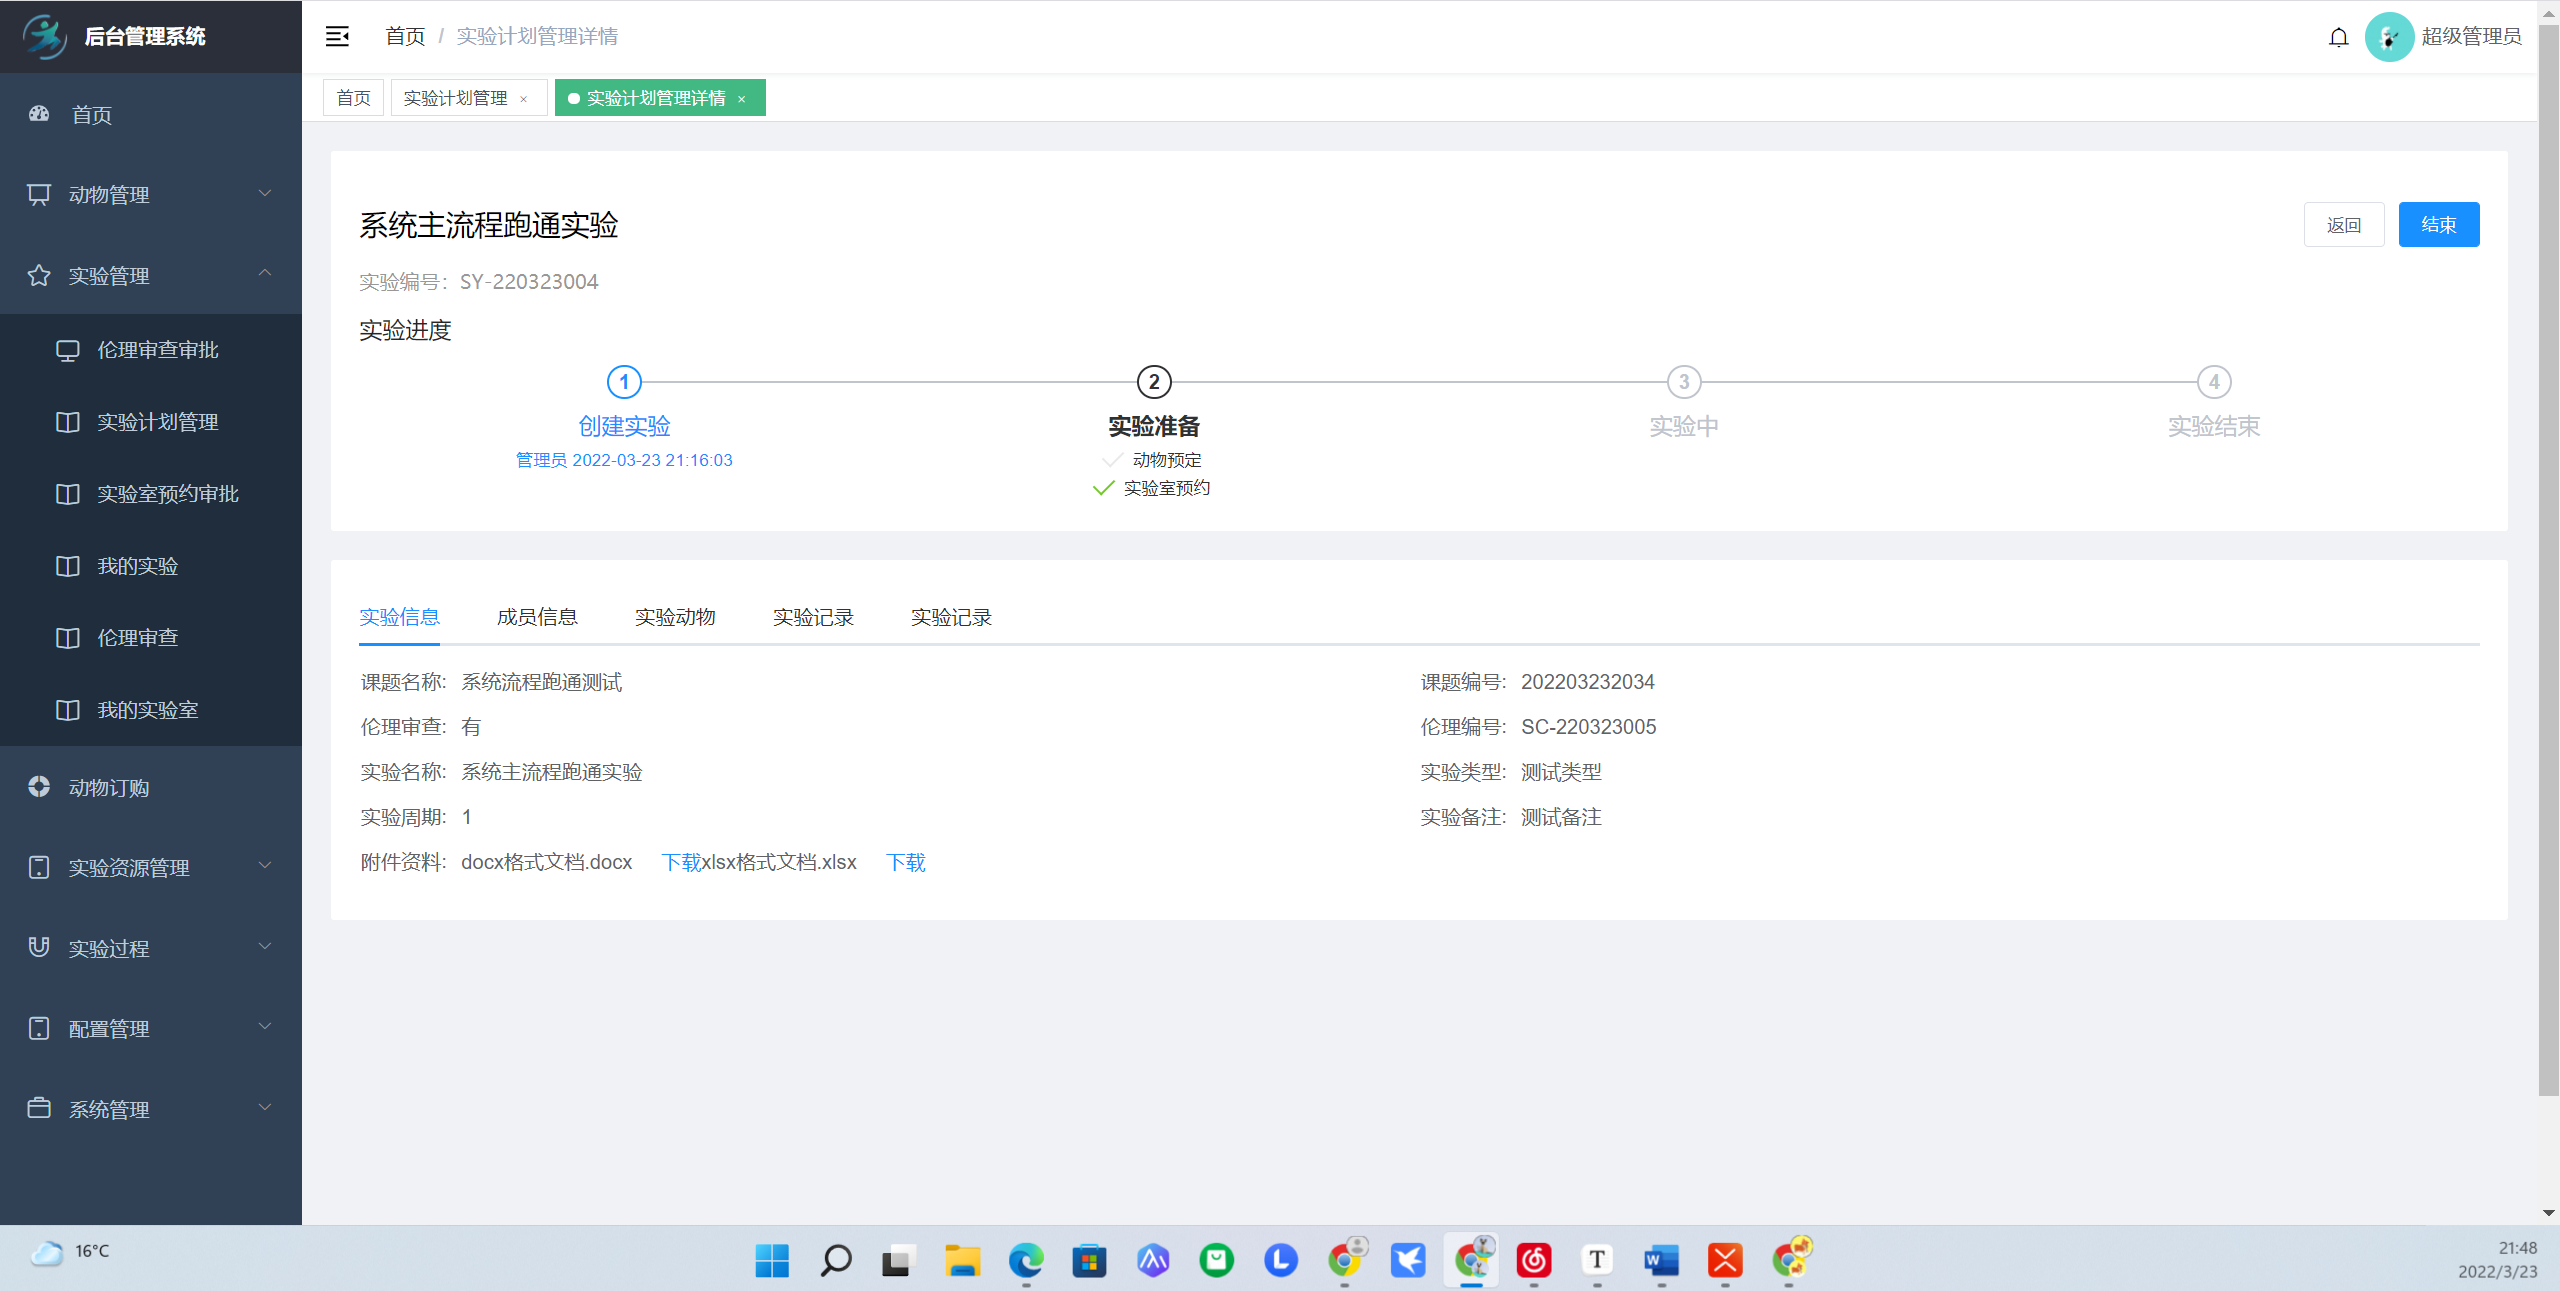 后台管理系统
首页 / 实验计划管理详情
超级管理员
首页
实验计划管理 ×
实验计划管理详情 ×
首页
动物管理
实验管理
伦理审查审批
实验计划管理
实验室预约审批
我的实验
伦理审查
我的实验室
动物订购
实验资源管理
实验过程
配置管理
系统管理
系统主流程跑通实验
返回
结束
实验编号: SY-220323004
实验进度
1
2
3
4
创建实验
实验准备
实验中
实验结束
管理员 2022-03-23 21:16:03
动物预定
实验室预约
实验信息
成员信息
实验动物
实验记录
实验记录
课题名称: 系统流程跑通测试
课题编号: 202203232034
伦理审查: 有
伦理编号: SC-220323005
实验名称: 系统主流程跑通实验
实验类型: 测试类型
实验周期: 1
实验备注: 测试备注
附件资料: docx格式文档.docx 下载xlsx格式文档.xlsx 下载
16°C
L
T
W
21:48
2022/3/23